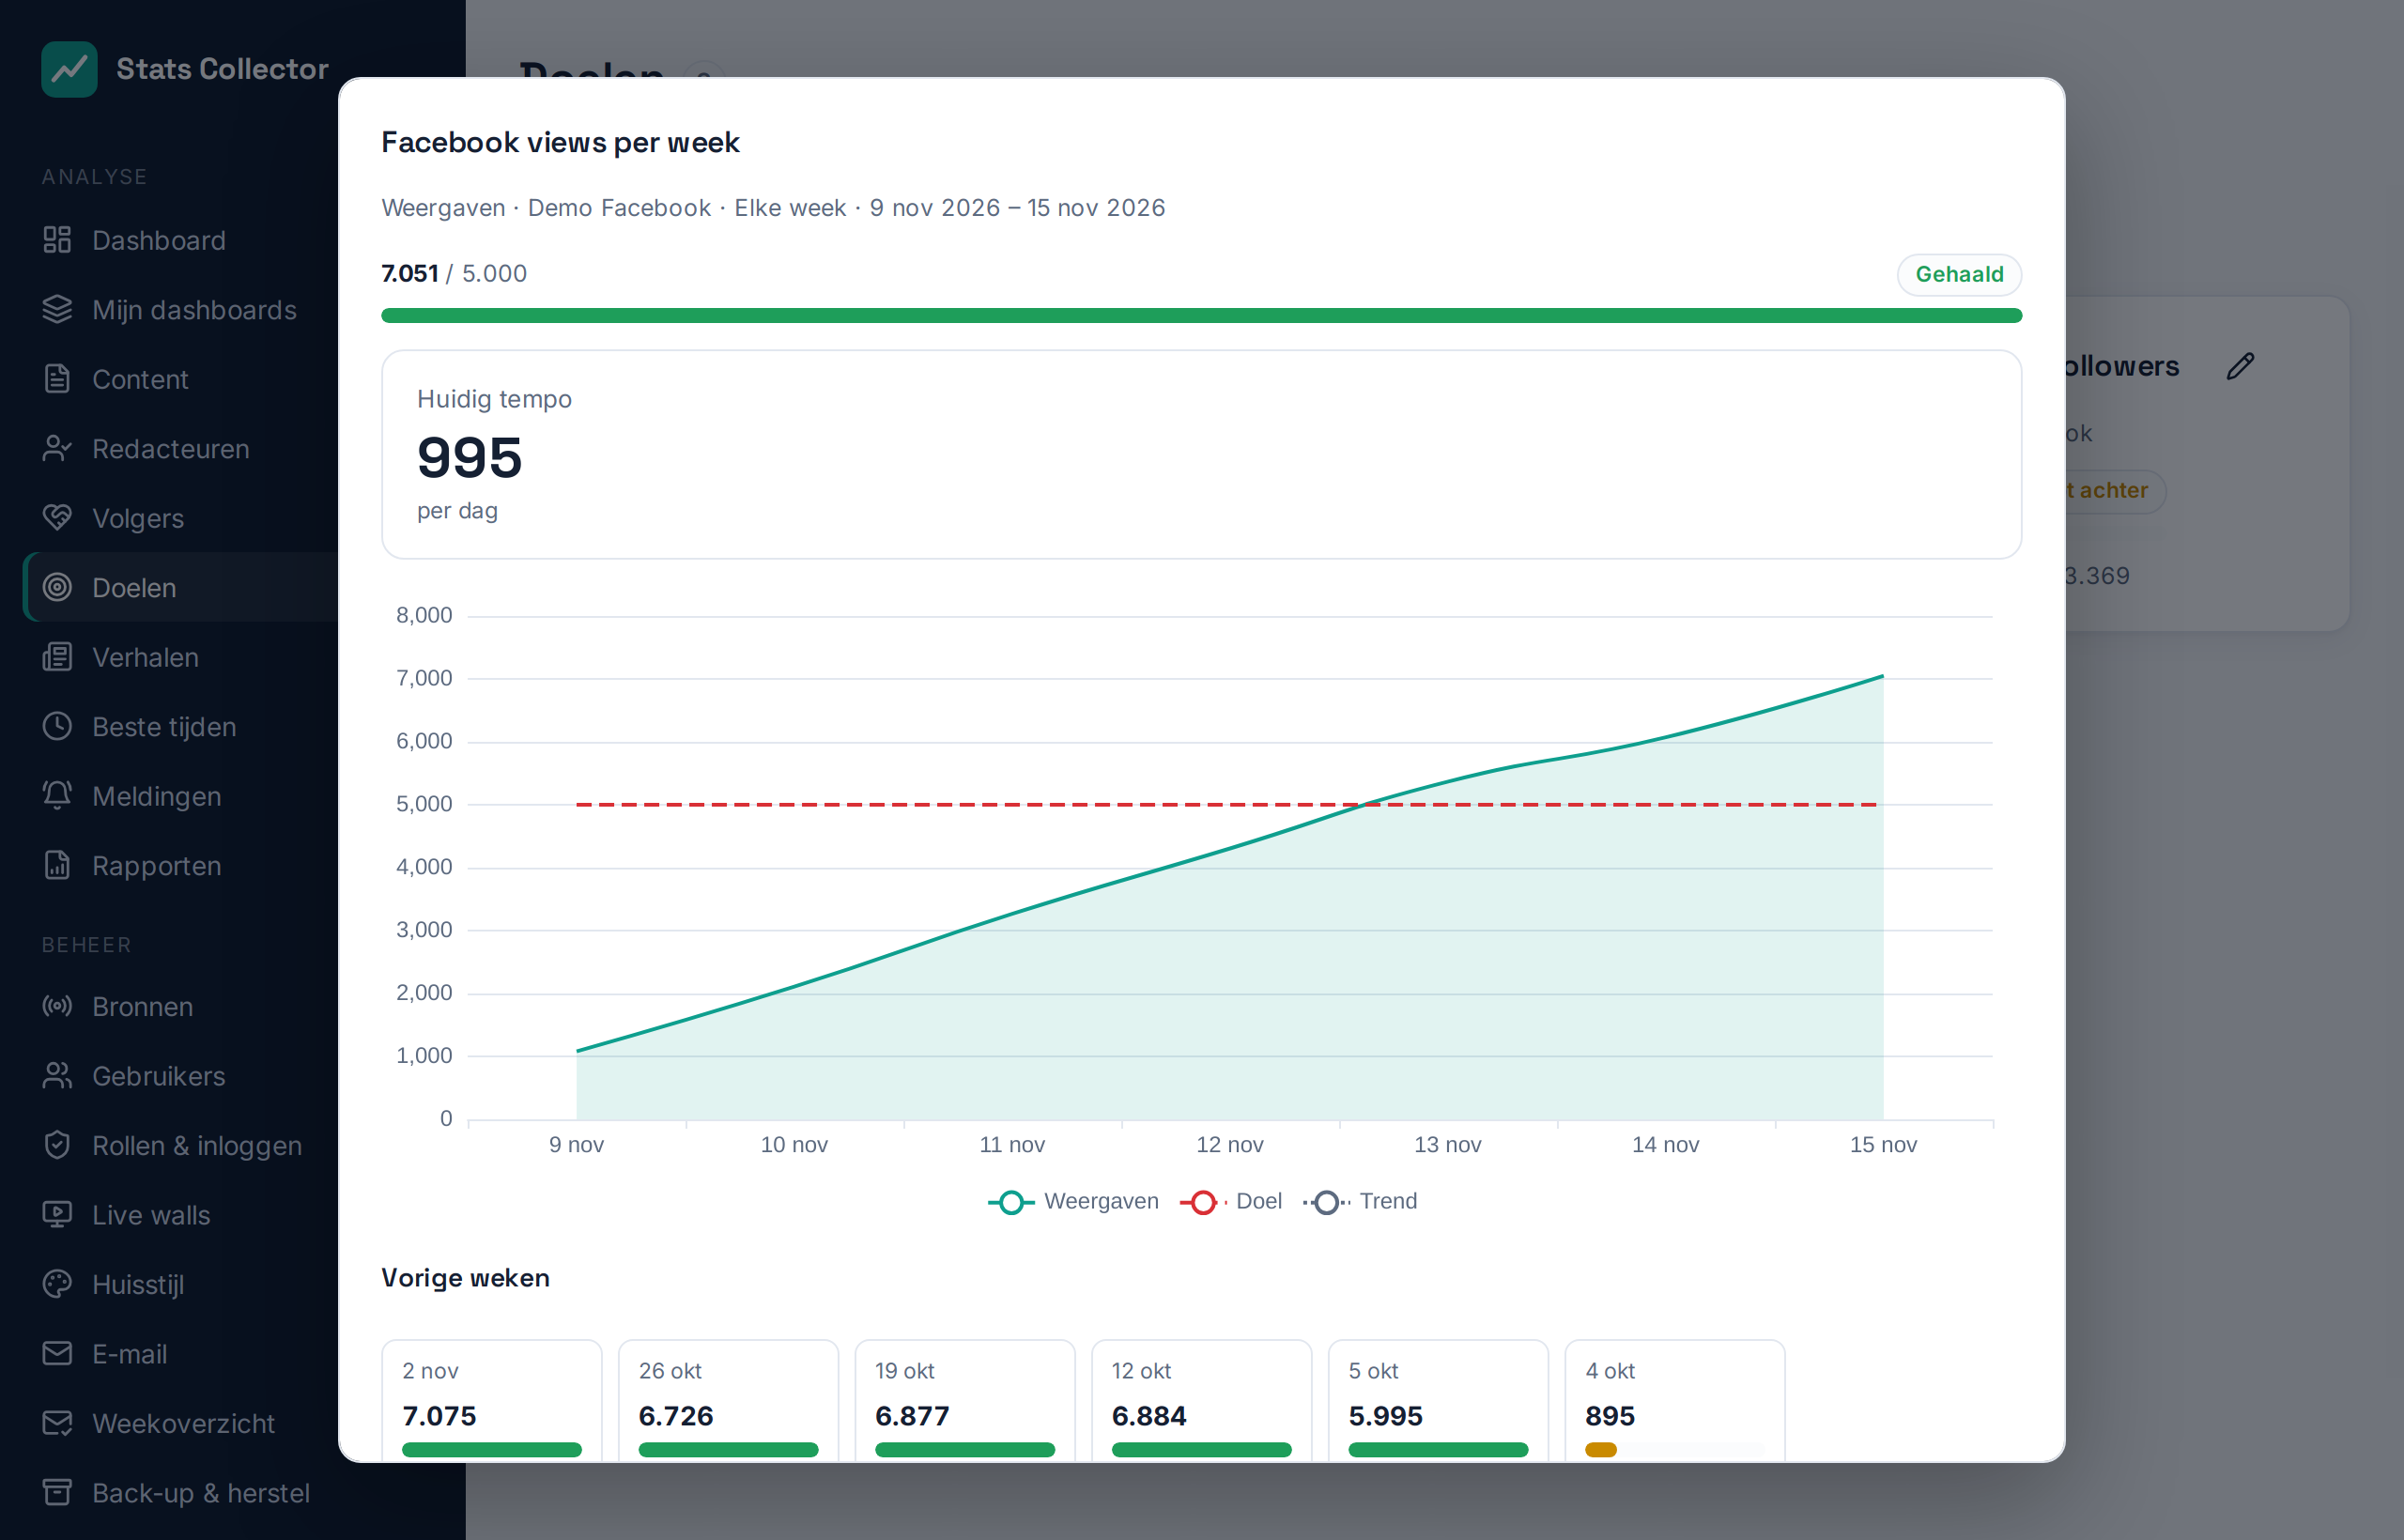 Stats Collector
ANALYSE
Dashboard
Mijn dashboards
Content
Redacteuren
Volgers
Doelen
Verhalen
Beste tijden
Meldingen
Rapporten
BEHEER
Bronnen
Gebruikers
Rollen & inloggen
Live walls
Huisstijl
E-mail
Weekoverzicht
Back-up & herstel
Doelen
Facebook views per week
Weergaven · Demo Facebook · Elke week · 9 nov 2026 – 15 nov 2026
7.051 / 5.000
Gehaald
Huidig tempo
995
per dag
8,000
7,000
6,000
5,000
4,000
3,000
2,000
1,000
0
9 nov 10 nov 11 nov 12 nov 13 nov 14 nov 15 nov
Weergaven Doel Trend
Vorige weken
2 nov 26 okt 19 okt 12 okt 5 okt 4 okt
7.075 6.726 6.877 6.884 5.995 895
ollowers
ok
t achter
3.369